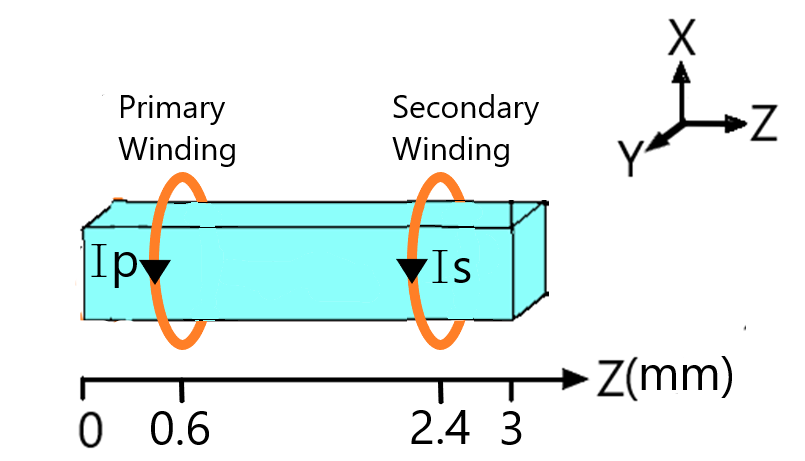 X
Z
Y
Primary
Winding
Secondary
Winding
Ip
Is
Z(mm)
0
0.6
2.4
3